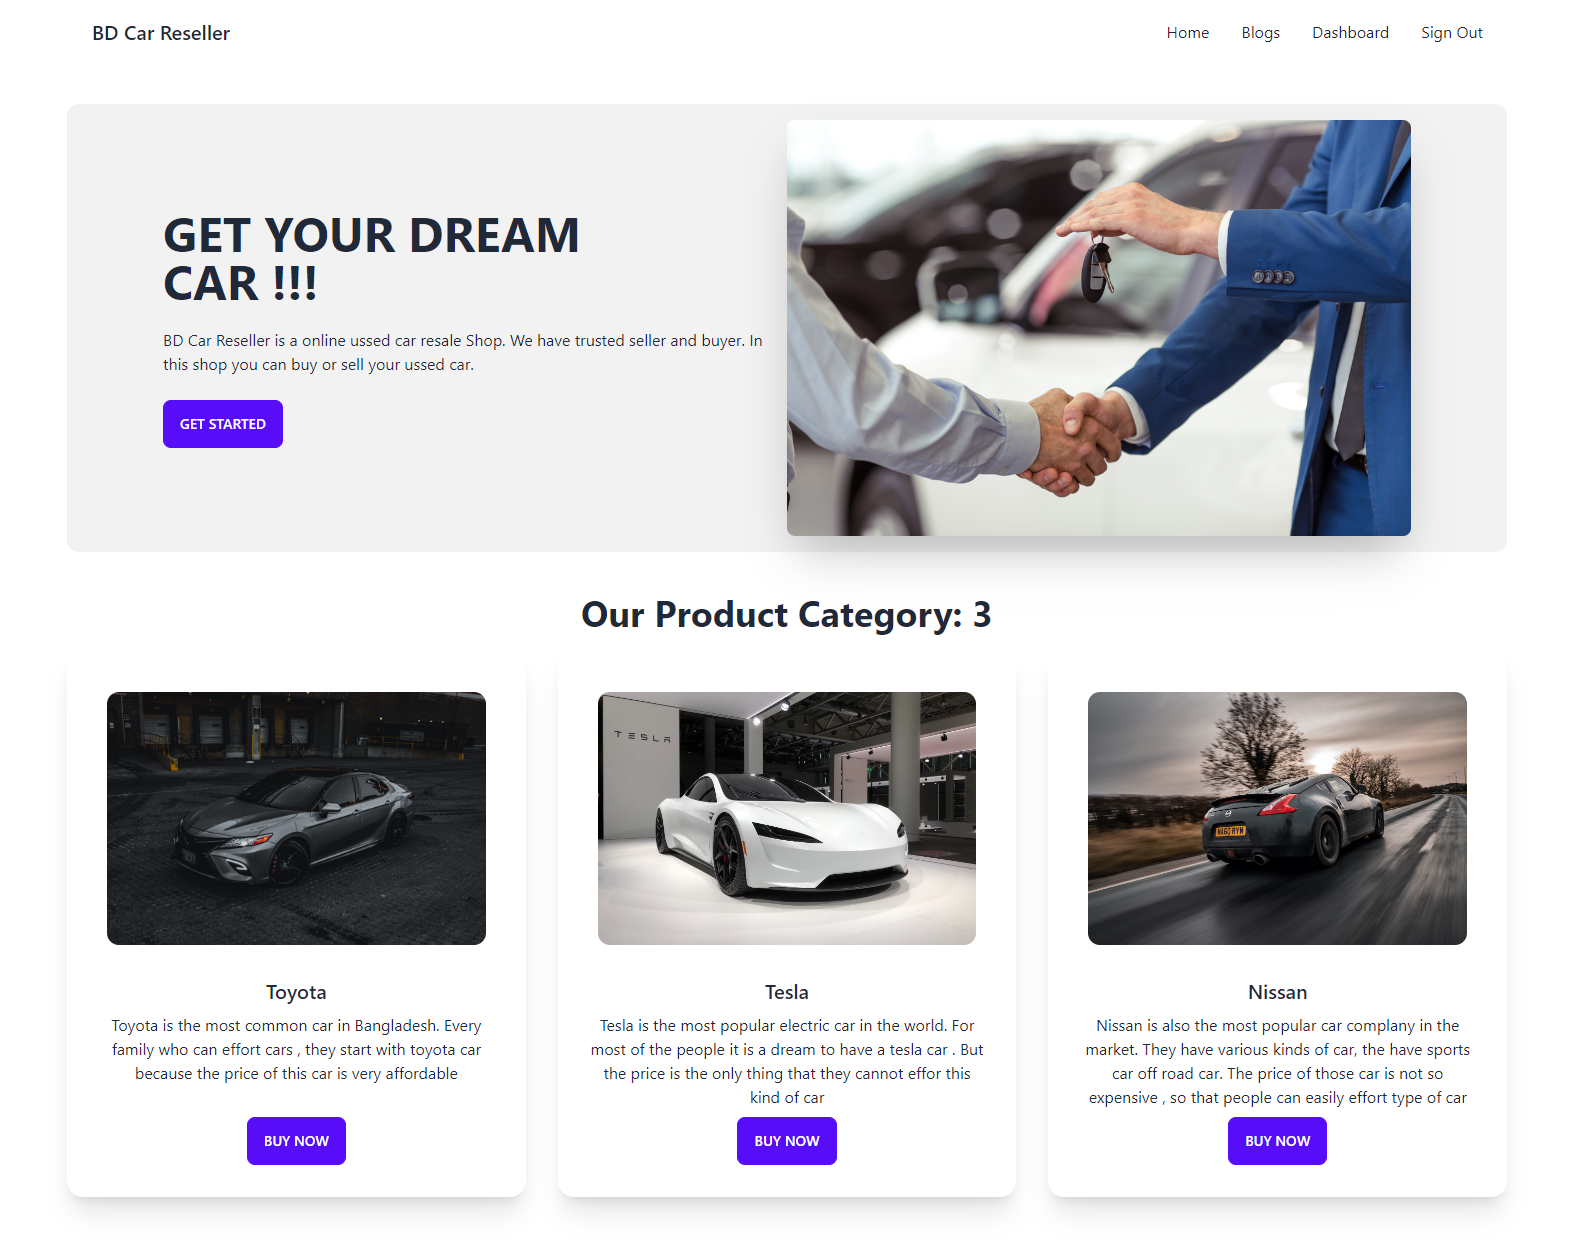 BD Car Reseller
Home Blogs Dashboard Sign Out
GET YOUR DREAM
CAR !!!
BD Car Reseller is a online ussed car resale Shop. We have trusted seller and buyer. In
this shop you can buy or sell your ussed car.
GET STARTED
Our Product Category: 3
TESLA
NA60 RYW
Toyota
Toyota is the most common car in Bangladesh. Every
family who can effort cars , they start with toyota car
because the price of this car is very affordable
BUY NOW
Tesla
Tesla is the most popular electric car in the world. For
most of the people it is a dream to have a tesla car . But
the price is the only thing that they cannot effor this
kind of car
BUY NOW
Nissan
Nissan is also the most popular car complany in the
market. They have various kinds of car, the have sports
car off road car. The price of those car is not so
expensive , so that people can easily effort type of car
BUY NOW